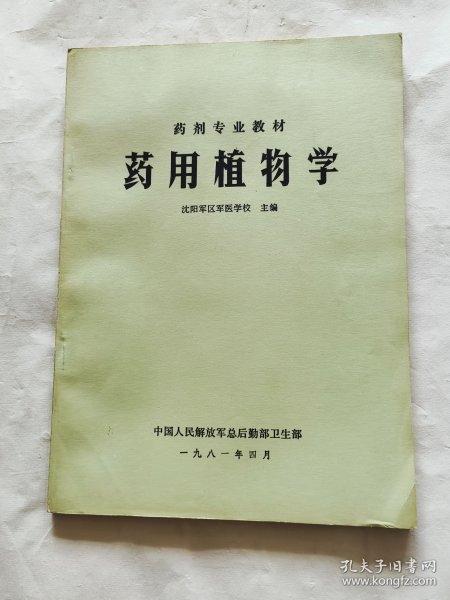 药剂专业教材
药用植物学
沈阳军区军医学校 主编
中国人民解放军总后勤部卫生部
一九八一年四月
孔夫子旧书网
www.kongfz.com